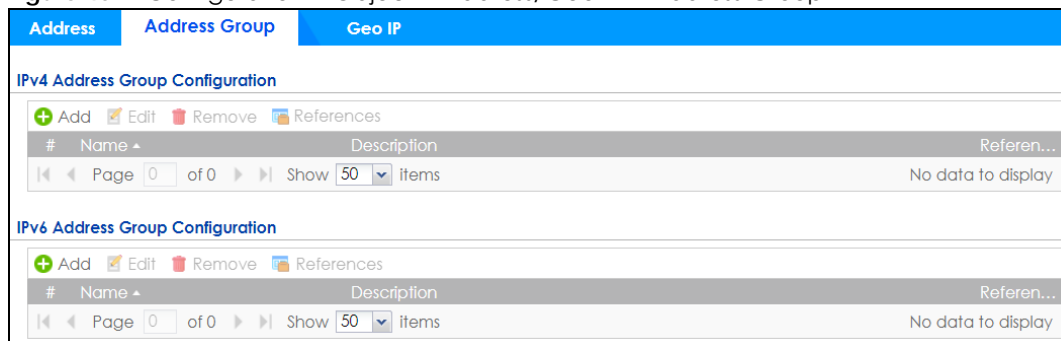 Address Address Group Geo IP
IPv4 Address Group Configuration
Add Edit Remove References
# Name Description Referen...
Page 0 of 0 Show 50 items No data to display
IPv6 Address Group Configuration
Add Edit Remove References
# Name Description Referen...
Page 0 of 0 Show 50 items No data to display